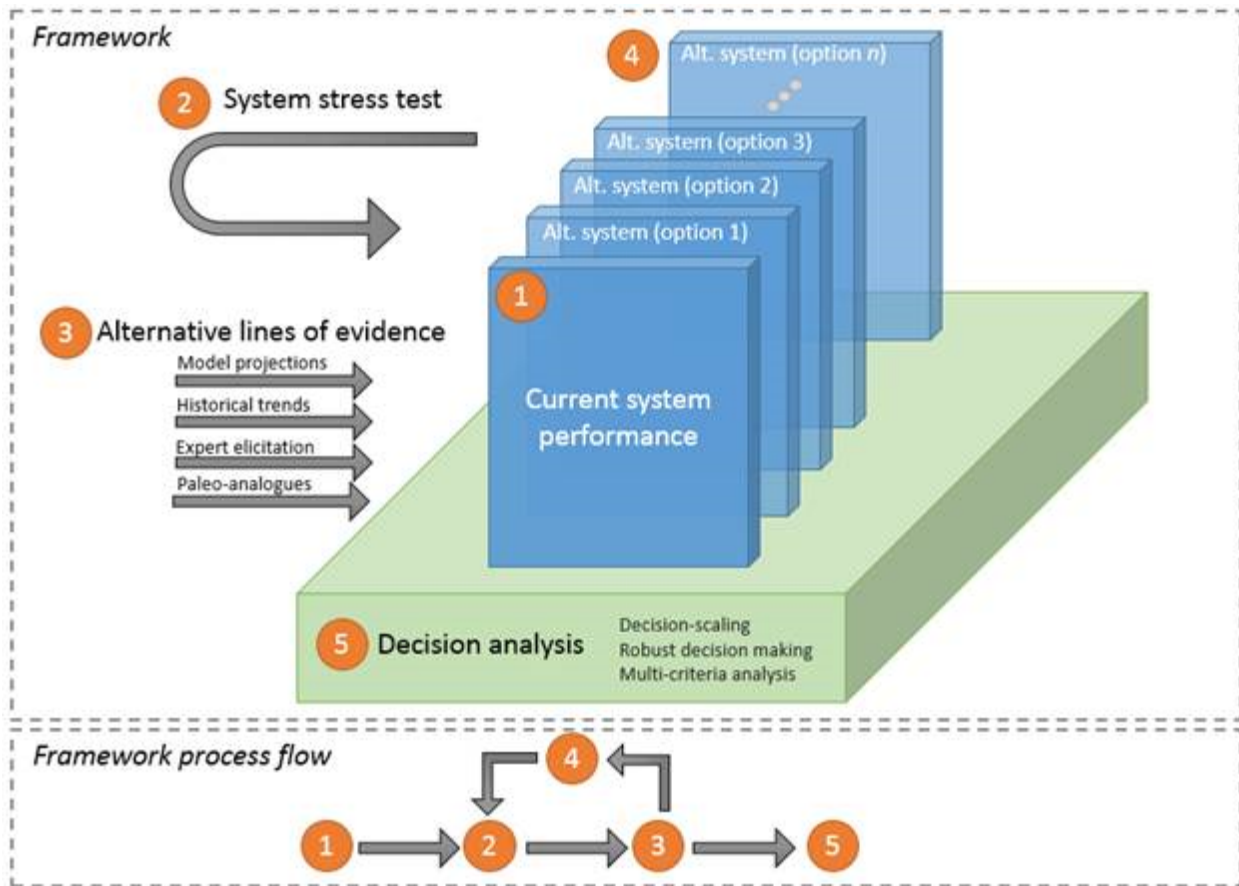 Framework
4
Alt. system (option n)
2
System stress test
Alt. system (option 3)
Alt. system (option 2)
Alt. system (option 1)
1
3
Alternative lines of evidence
Model projections
Historical trends
Expert elicitation
Paleo-analogues
Current system
performance
5
Decision analysis
Decision-scaling
Robust decision making
Multi-criteria analysis
Framework process flow
4
1
2
3
5